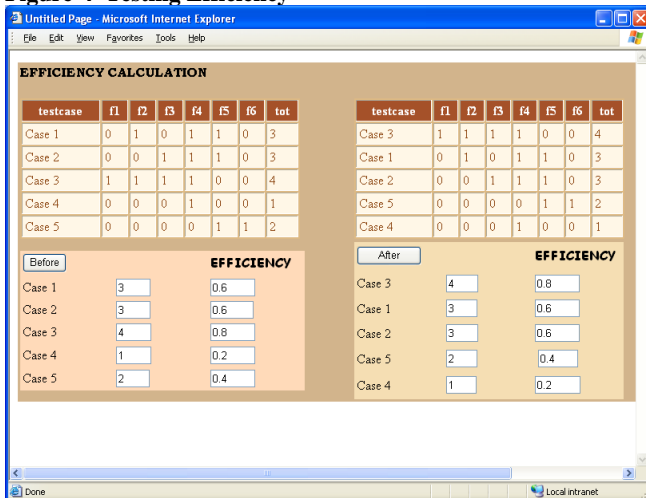 Figure 4 Testing Efficiency
Untitled Page - Microsoft Internet Explorer
File Edit View Favorites Tools Help
EFFICIENCY CALCULATION
testcase f1 f2 f3 f4 f5 f6 tot
Case 1 0 1 0 1 1 0 3
Case 2 0 0 1 1 1 0 3
Case 3 1 1 1 1 0 0 4
Case 4 0 0 0 1 0 0 1
Case 5 0 0 0 0 1 1 2
Before EFFICIENCY
Case 1 3 0.6
Case 2 3 0.6
Case 3 4 0.8
Case 4 1 0.2
Case 5 2 0.4
testcase f1 f2 f3 f4 f5 f6 tot
Case 3 1 1 1 1 0 0 4
Case 1 0 1 0 1 1 0 3
Case 2 0 0 1 1 1 0 3
Case 5 0 0 0 0 1 1 2
Case 4 0 0 0 1 0 0 1
After EFFICIENCY
Case 3 4 0.8
Case 1 3 0.6
Case 2 3 0.6
Case 5 2 0.4
Case 4 1 0.2
Done Local intranet